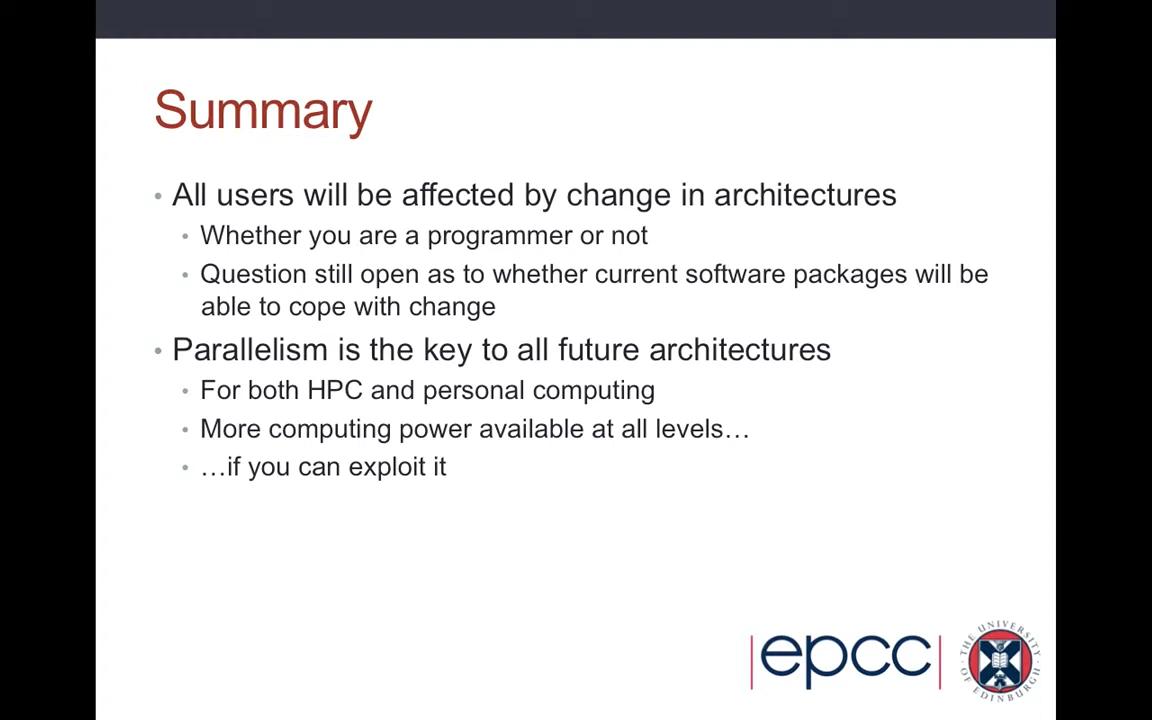 Summary
• All users will be affected by change in architectures
• Whether you are a programmer or not
• Question still open as to whether current software packages will be
able to cope with change
• Parallelism is the key to all future architectures
• For both HPC and personal computing
• More computing power available at all levels…
• …if you can exploit it
|epcc|
THE UNIVERSITY
OF EDINBURGH